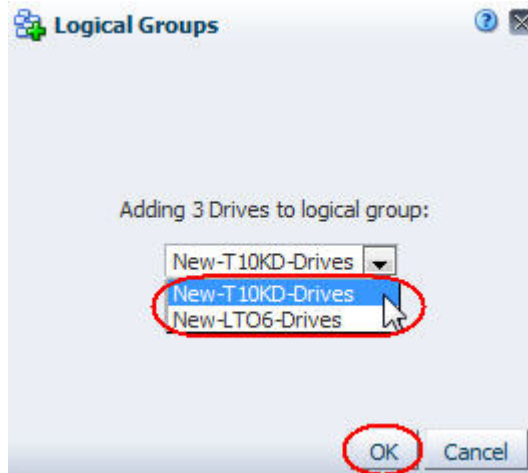 Logical Groups
Adding 3 Drives to logical group:
New-T10KD-Drives
New-T10KD-Drives
New-LTO6-Drives
OK Cancel